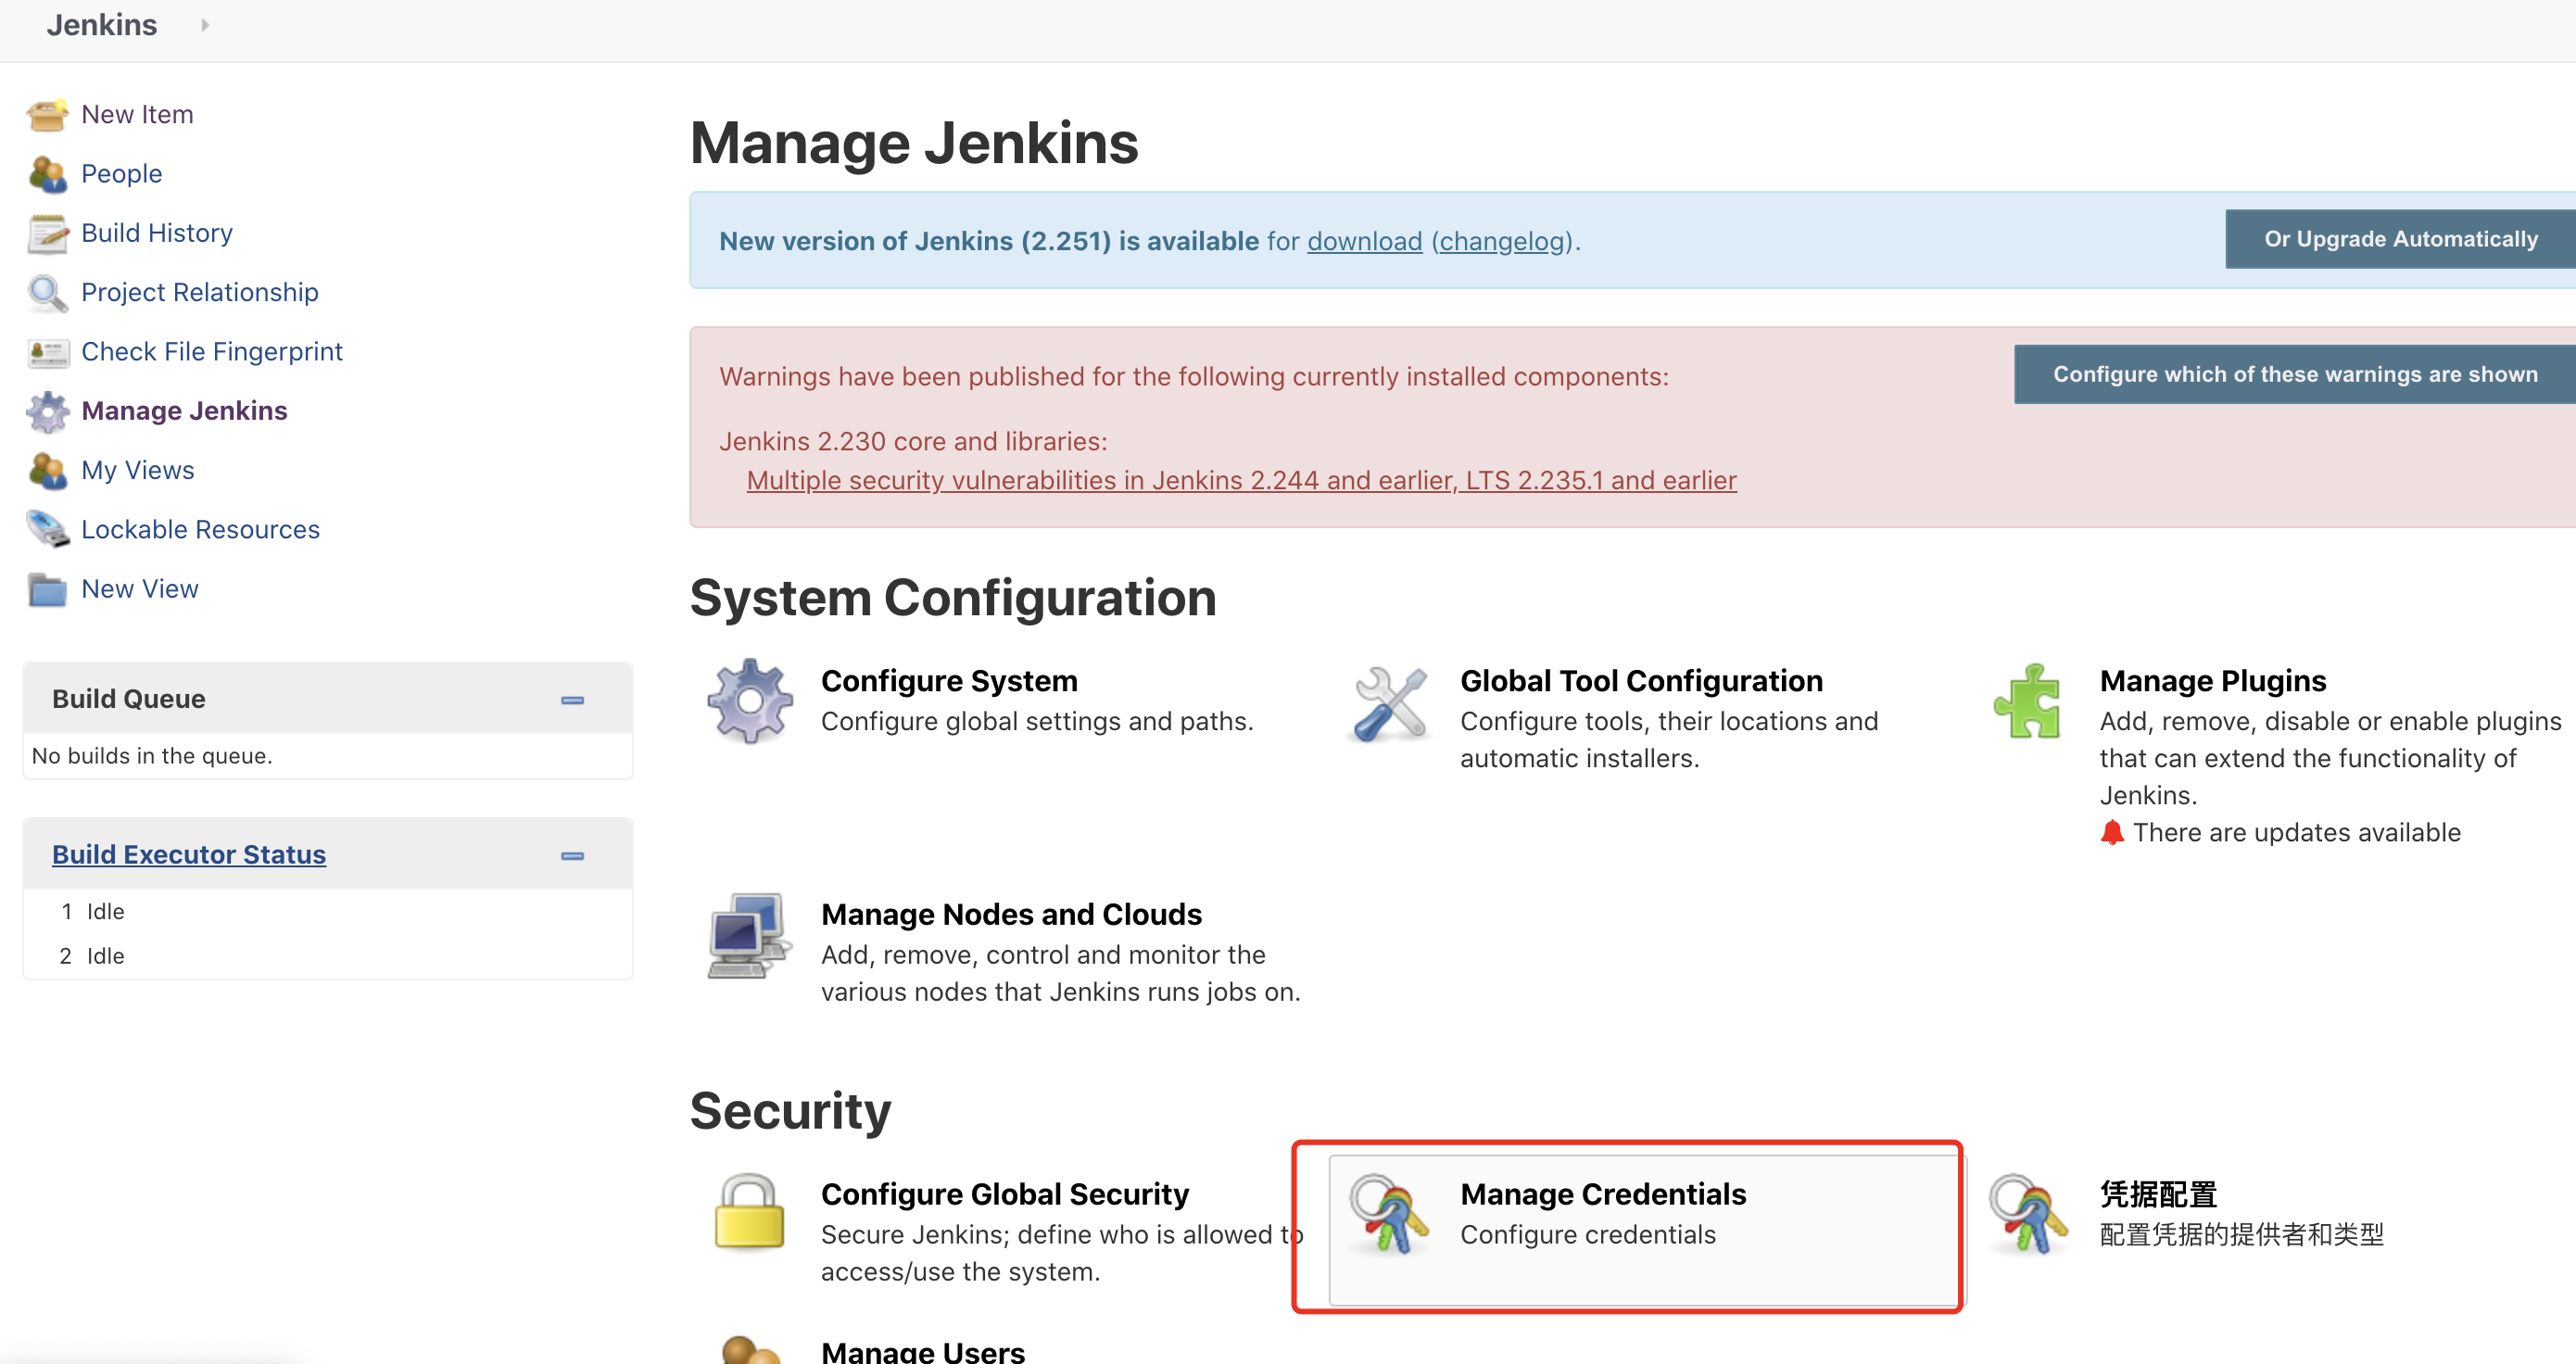 Jenkins
New Item
People
Build History
Project Relationship
Check File Fingerprint
Manage Jenkins
My Views
Lockable Resources
New View
Build Queue
No builds in the queue.
Build Executor Status
1 Idle
2 Idle
Manage Jenkins
New version of Jenkins (2.251) is available for download (changelog).
Or Upgrade Automatically
Warnings have been published for the following currently installed components:
Configure which of these warnings are shown
Jenkins 2.230 core and libraries:
Multiple security vulnerabilities in Jenkins 2.244 and earlier, LTS 2.235.1 and earlier
System Configuration
Configure System
Configure global settings and paths.
Global Tool Configuration
Configure tools, their locations and
automatic installers.
Manage Plugins
Add, remove, disable or enable plugins
that can extend the functionality of
Jenkins.
There are updates available
Manage Nodes and Clouds
Add, remove, control and monitor the
various nodes that Jenkins runs jobs on.
Security
Configure Global Security
Secure Jenkins; define who is allowed to
access/use the system.
Manage Credentials
Configure credentials
凭据配置
配置凭据的提供者和类型
Manage Users